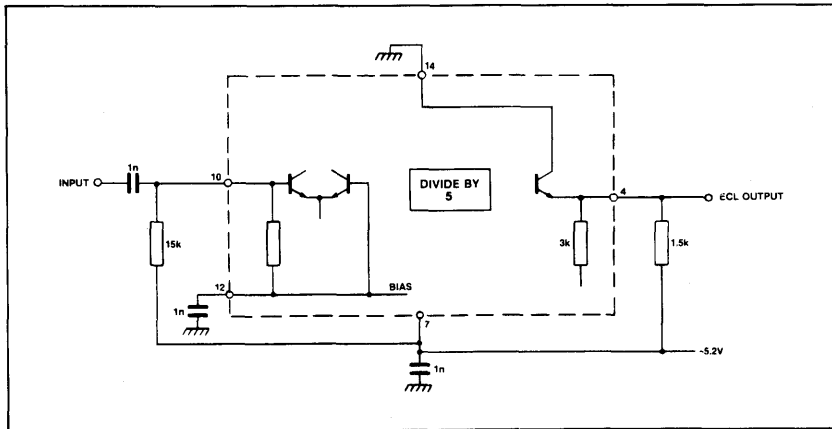 14
1n
INPUT
10
DIVIDE BY
5
4
ECL OUTPUT
15k
3k
1.5k
12
BIAS
1n
7
-5.2V
1n